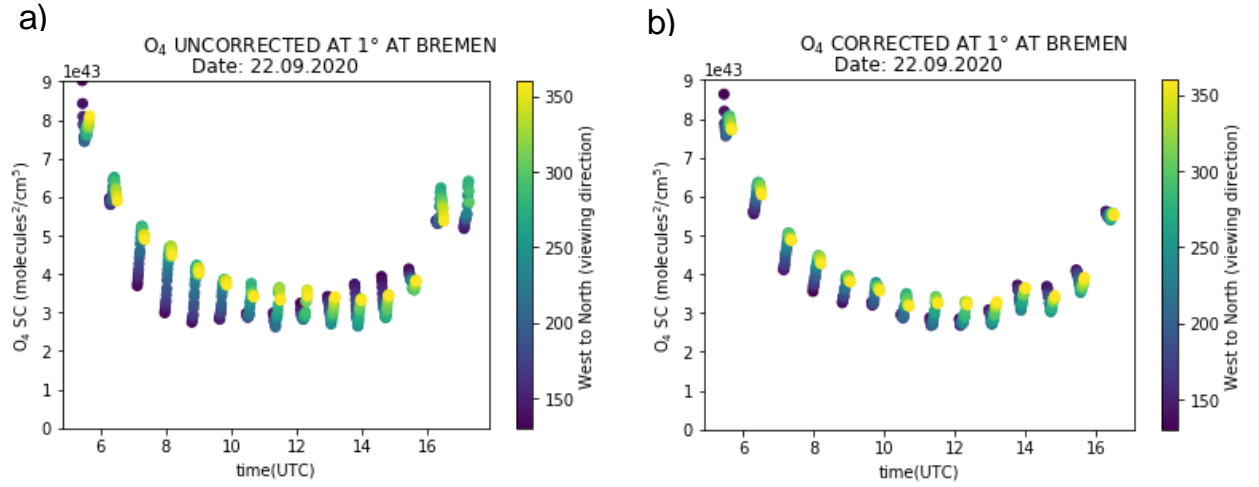 a)
O₄ UNCORRECTED AT 1° AT BREMEN
Date: 22.09.2020
1e43
9
8
7
6
5
4
3
2
1
0
O₄ SC (molecules²/cm⁵)
6 8 10 12 14 16
time(UTC)
350
300
250
200
150
West to North (viewing direction)
b)
O₄ CORRECTED AT 1° AT BREMEN
Date: 22.09.2020
1e43
9
8
7
6
5
4
3
2
1
0
O₄ SC (molecules²/cm⁵)
6 8 10 12 14 16
time(UTC)
350
300
250
200
150
West to North (viewing direction)